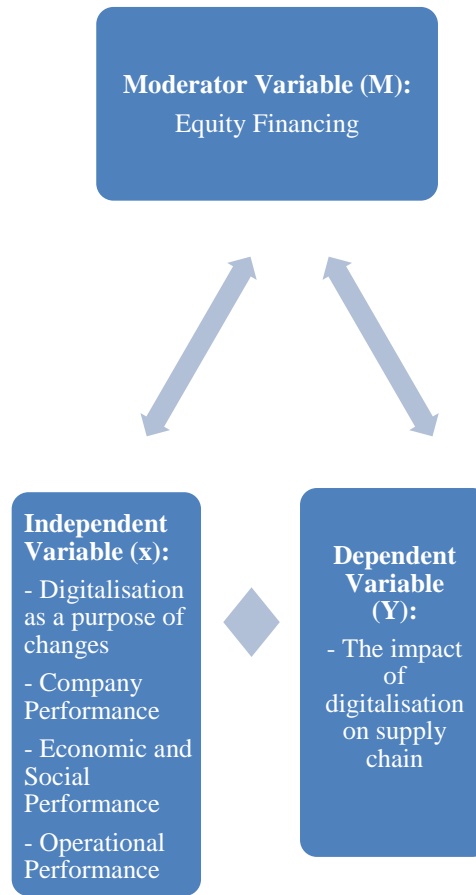 Moderator Variable (M):
Equity Financing
Independent
Variable (x):
- Digitalisation
as a purpose of
changes
- Company
Performance
- Economic and
Social
Performance
- Operational
Performance
Dependent
Variable
(Y):
- The impact
of
digitalisation
on supply
chain